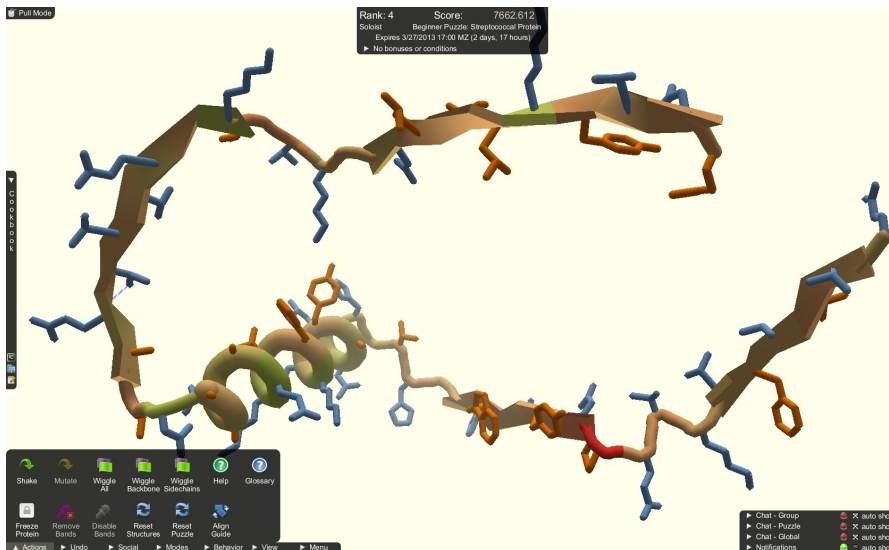 Pull Mode
Rank: 4 Score: 7662.612
Soloist Beginner Puzzle: Streptococcal Protein
Expires 3/27/2013 17:00 MZ (2 days, 17 hours)
► No bonuses or conditions
▼ Cookbook
Shake Mutate Wiggle All Wiggle Backbone Wiggle Sidechains Help Glossary
Freeze Protein Remove Bands Disable Bands Reset Structures Reset Puzzle Align Guide
▲ Actions ► Undo ► Social ► Modes ► Behavior ► View ► Menu
► Chat - Group auto sho
► Chat - Puzzle auto sho
► Chat - Global auto sho
► Notifications auto sho